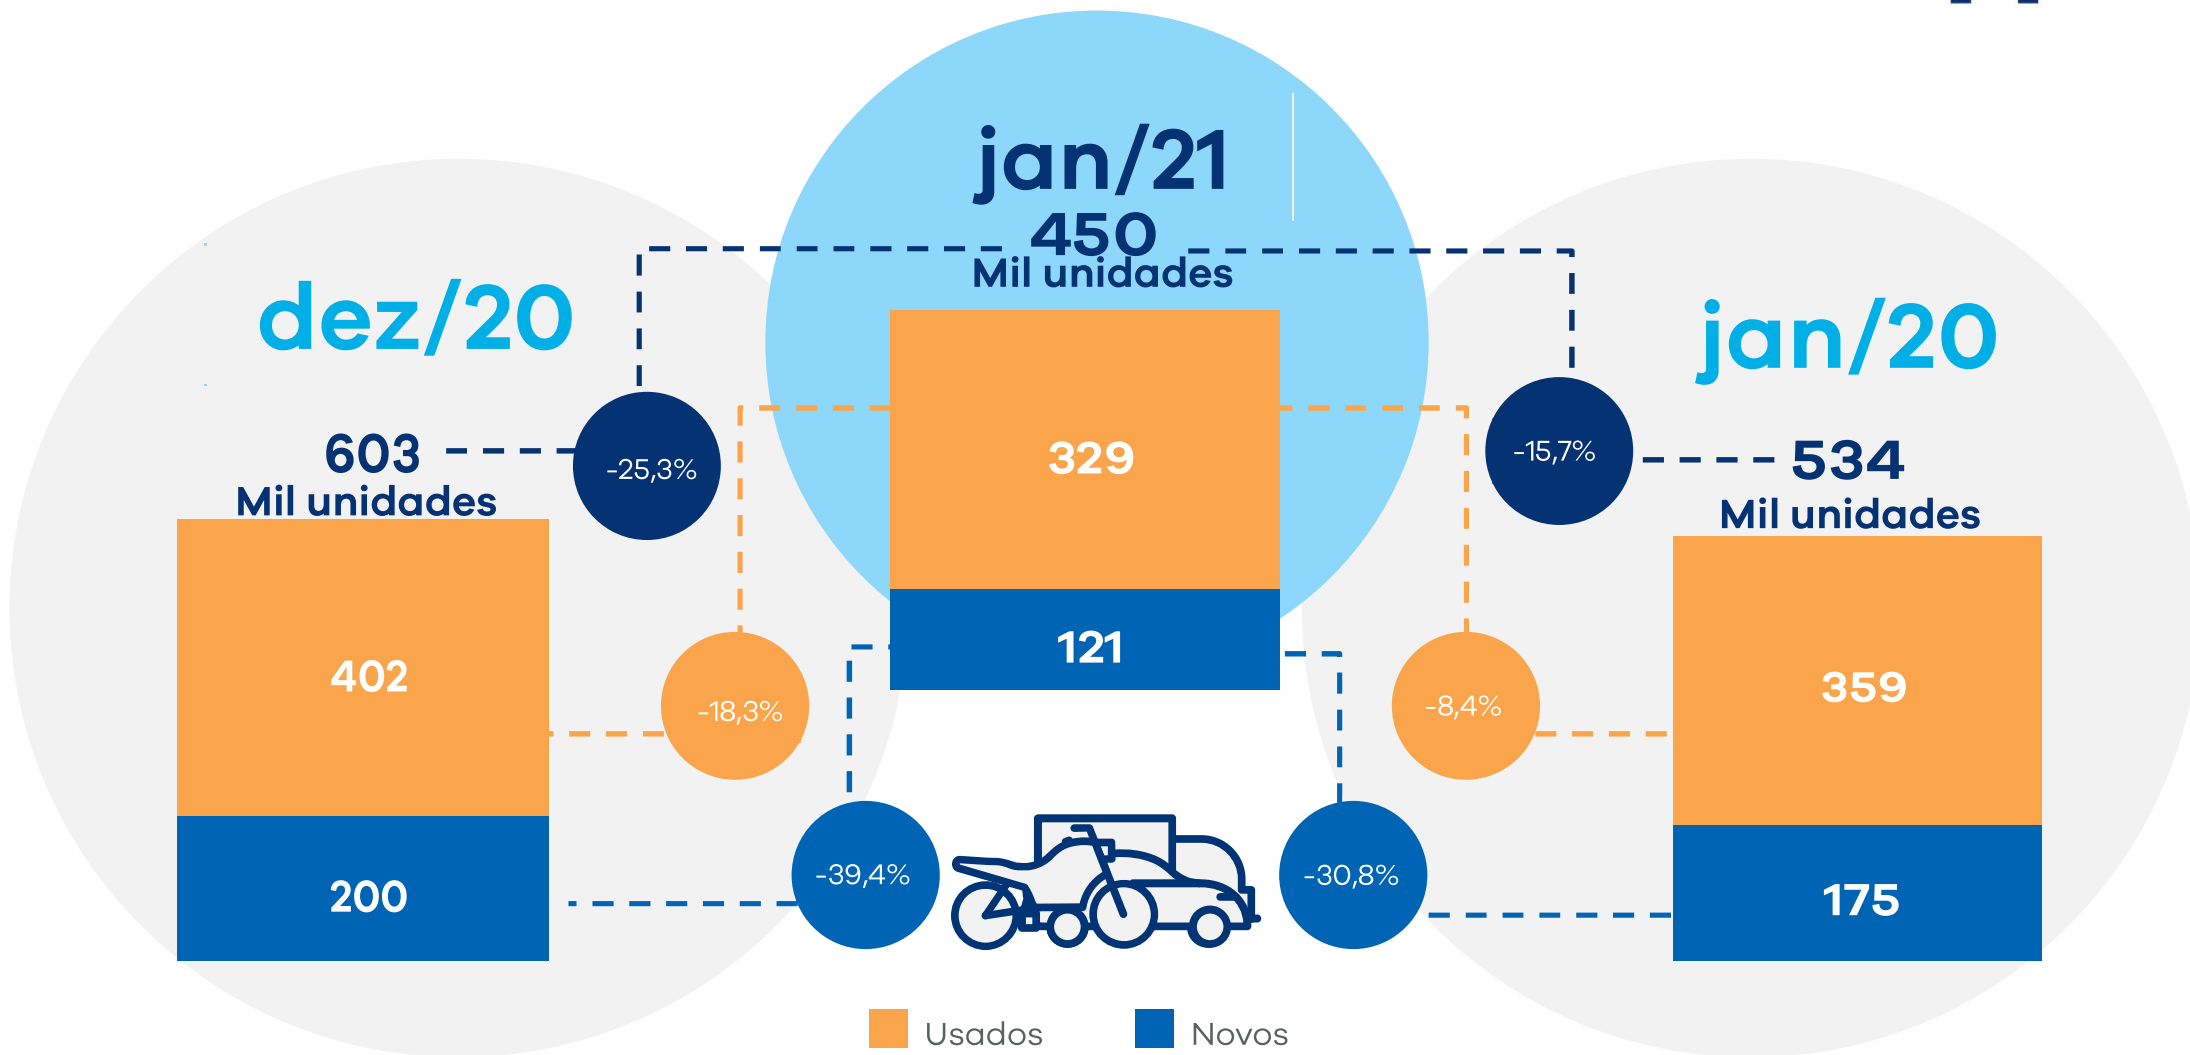 jan/21
450
Mil unidades
dez/20
jan/20
603
Mil unidades
-25,3%
-15,7%
534
Mil unidades
329
402
-18,3%
121
-8,4%
359
200
-39,4%
-30,8%
175
Usados
Novos